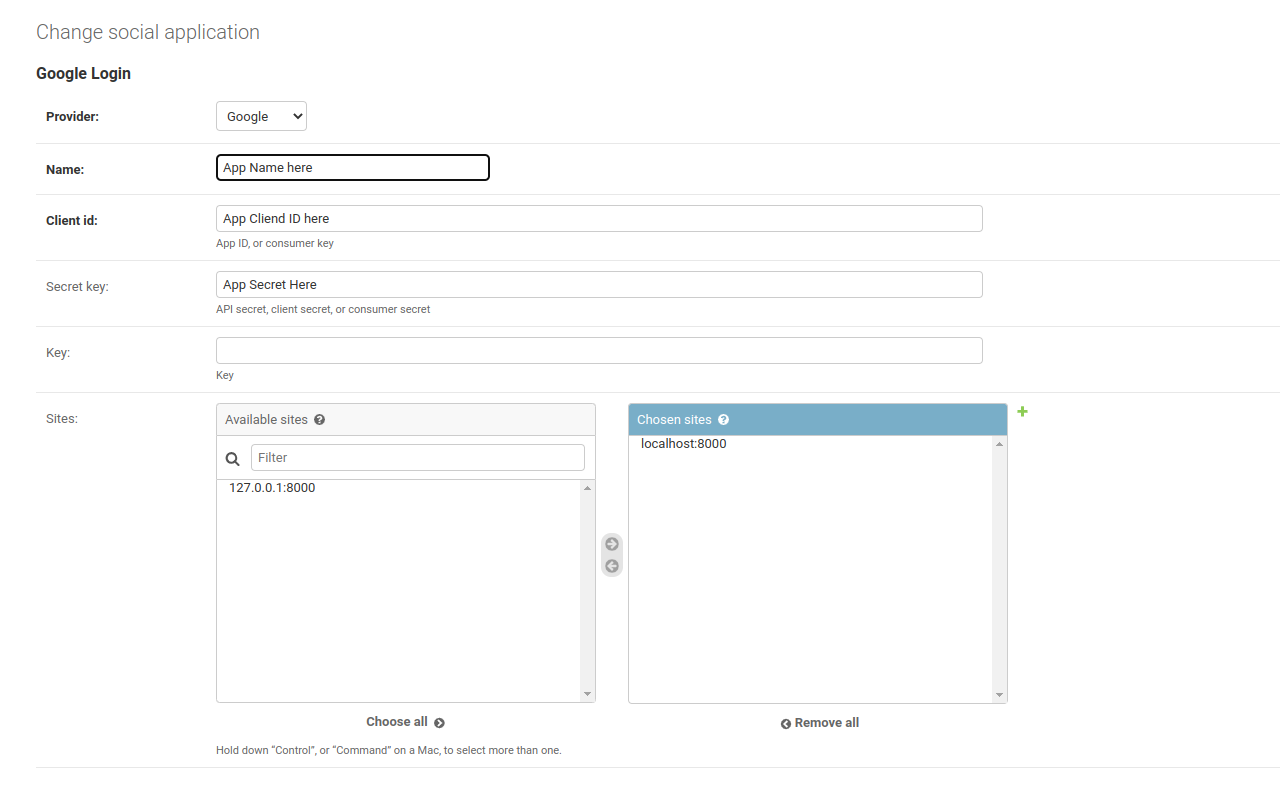 Change social application
Google Login
Provider:
Google
Name:
App Name here
Client id:
App Cliend ID here
App ID, or consumer key
Secret key:
App Secret Here
API secret, client secret, or consumer secret
Key:
Key
Sites:
Available sites ?
Filter
127.0.0.1:8000
Choose all
Chosen sites ?
localhost:8000
Remove all
Hold down “Control”, or “Command” on a Mac, to select more than one.